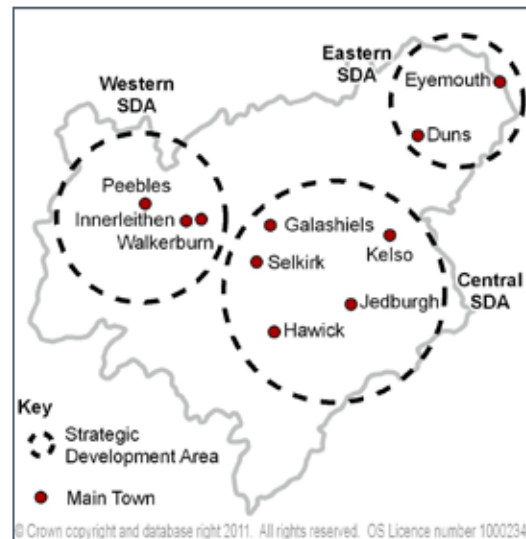 Eastern
SDA
Western
SDA
Eyemouth
Duns
Peebles
Innerleithen
Walkerburn
Galashiels
Kelso
Selkirk
Central
SDA
Jedburgh
Hawick
Key
Strategic
Development Area
Main Town
© Crown copyright and database right 2011. All rights reserved. OS Licence number 1000234